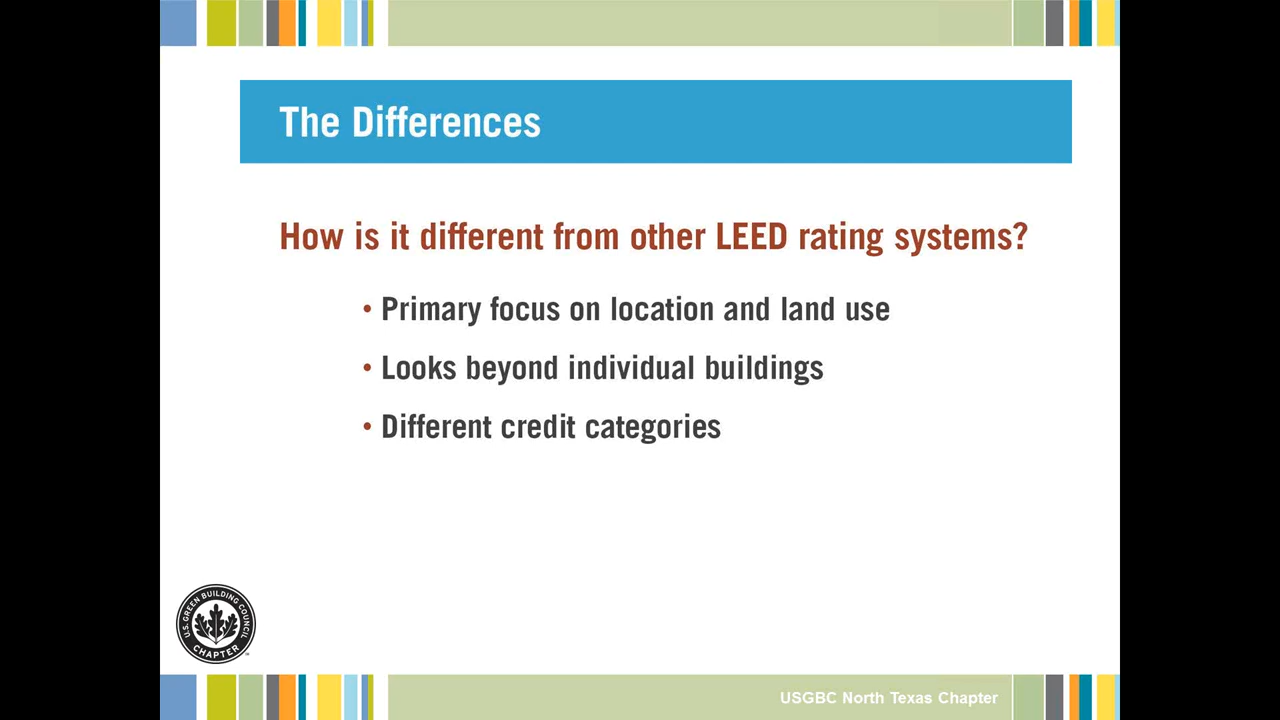 The Differences
How is it different from other LEED rating systems?
• Primary focus on location and land use
• Looks beyond individual buildings
• Different credit categories
U.S. GREEN BUILDING COUNCIL
CHAPTER
USGBC North Texas Chapter